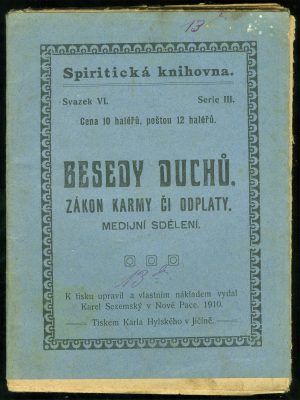 13
Spiritická knihovna.
Svazek VI. Serie III.
Cena 10 haléřů, poštou 12 haléřů.
BESEDY DUCHŮ.
ZÁKON KARMY ČI ODPLATY.
MEDIJNÍ SDĚLENÍ.
K tisku upravil a vlastním nákladem vydal
Karel Sezemský v Nové Pace. 1910.
Tiskem Karla Hylského v Jičíně.